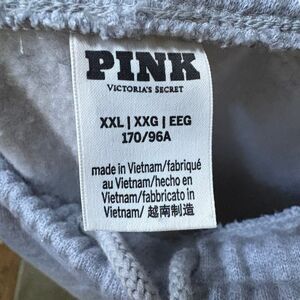 PINK
VICTORIA'S SECRET
XXL | XXG | EEG
170/96A
made in Vietnam/fabriqué
au Vietnam/hecho en
Vietnam/fabbricato in
Vietnam/ 越南制造